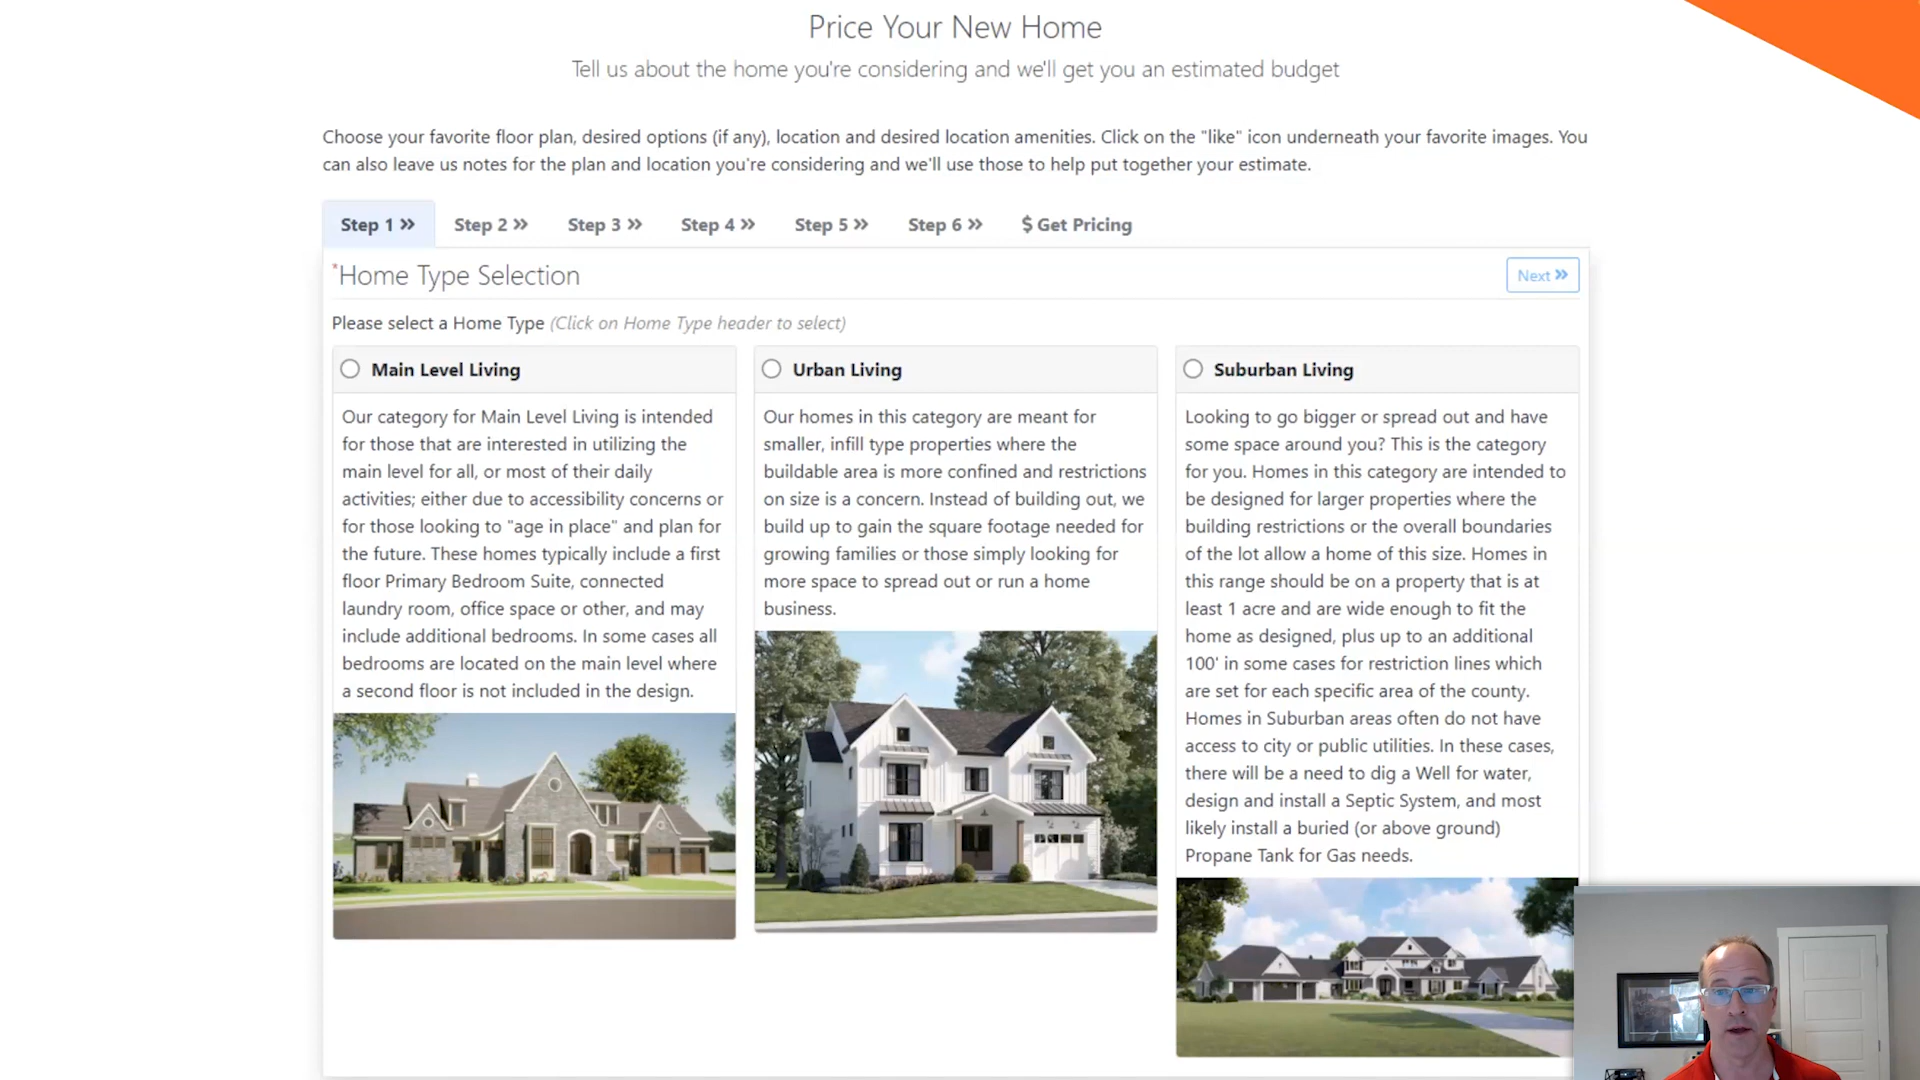 Price Your New Home
Tell us about the home you're considering and we'll get you an estimated budget
Choose your favorite floor plan, desired options (if any), location and desired location amenities. Click on the "like" icon underneath your favorite images. You
can also leave us notes for the plan and location you're considering and we'll use those to help put together your estimate.
Step 1 » Step 2 » Step 3 » Step 4 » Step 5 » Step 6 » $ Get Pricing
*Home Type Selection
Next »
Please select a Home Type (Click on Home Type header to select)
Main Level Living
Our category for Main Level Living is intended
for those that are interested in utilizing the
main level for all, or most of their daily
activities; either due to accessibility concerns or
for those looking to "age in place" and plan for
the future. These homes typically include a first
floor Primary Bedroom Suite, connected
laundry room, office space or other, and may
include additional bedrooms. In some cases all
bedrooms are located on the main level where
a second floor is not included in the design.
Urban Living
Our homes in this category are meant for
smaller, infill type properties where the
buildable area is more confined and restrictions
on size is a concern. Instead of building out, we
build up to gain the square footage needed for
growing families or those simply looking for
more space to spread out or run a home
business.
Suburban Living
Looking to go bigger or spread out and have
some space around you? This is the category
for you. Homes in this category are intended to
be designed for larger properties where the
building restrictions or the overall boundaries
of the lot allow a home of this size. Homes in
this range should be on a property that is at
least 1 acre and are wide enough to fit the
home as designed, plus up to an additional
100' in some cases for restriction lines which
are set for each specific area of the county.
Homes in Suburban areas often do not have
access to city or public utilities. In these cases,
there will be a need to dig a Well for water,
design and install a Septic System, and most
likely install a buried (or above ground)
Propane Tank for Gas needs.